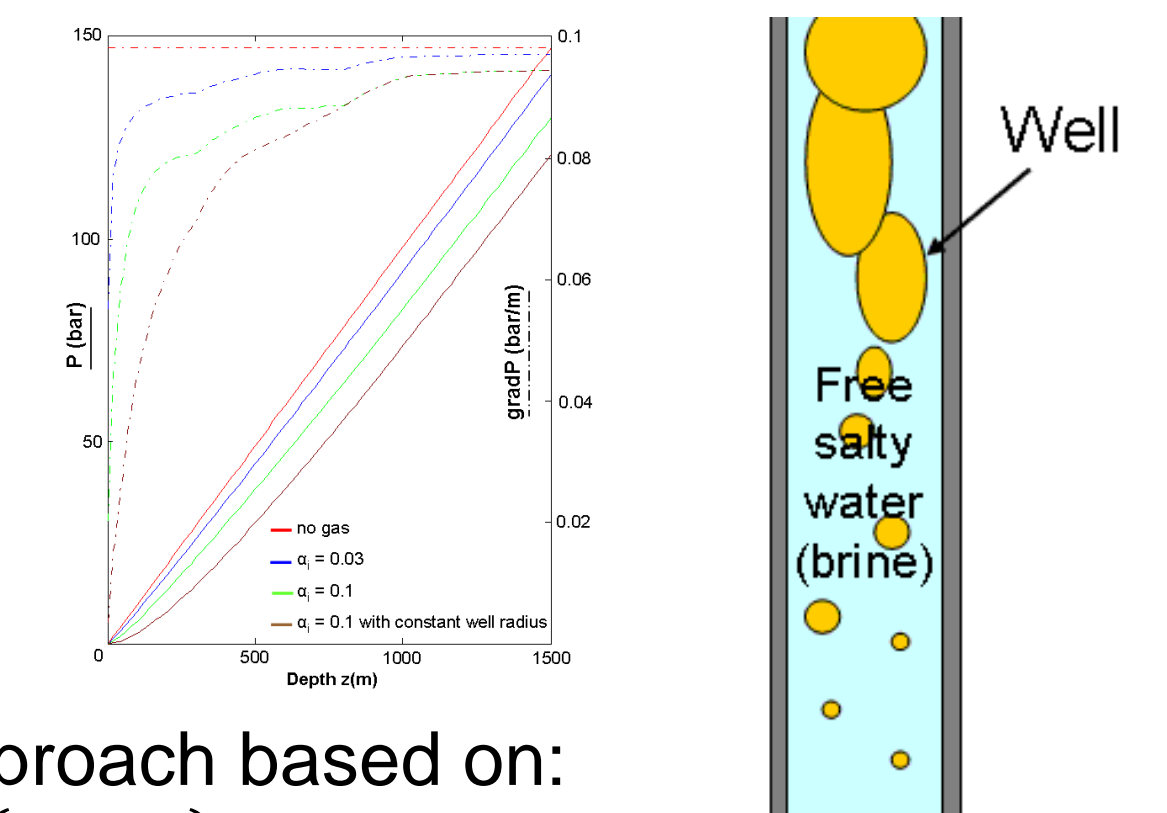 150
100
50
0
500
1000
1500
0.1
0.08
0.06
0.04
0.02
P (bar)
gradP (bar/m)
no gas
αi = 0.03
αi = 0.1
αi = 0.1 with constant well radius
Depth z(m)
Well
Free
salty
water
(brine)
proach based on: